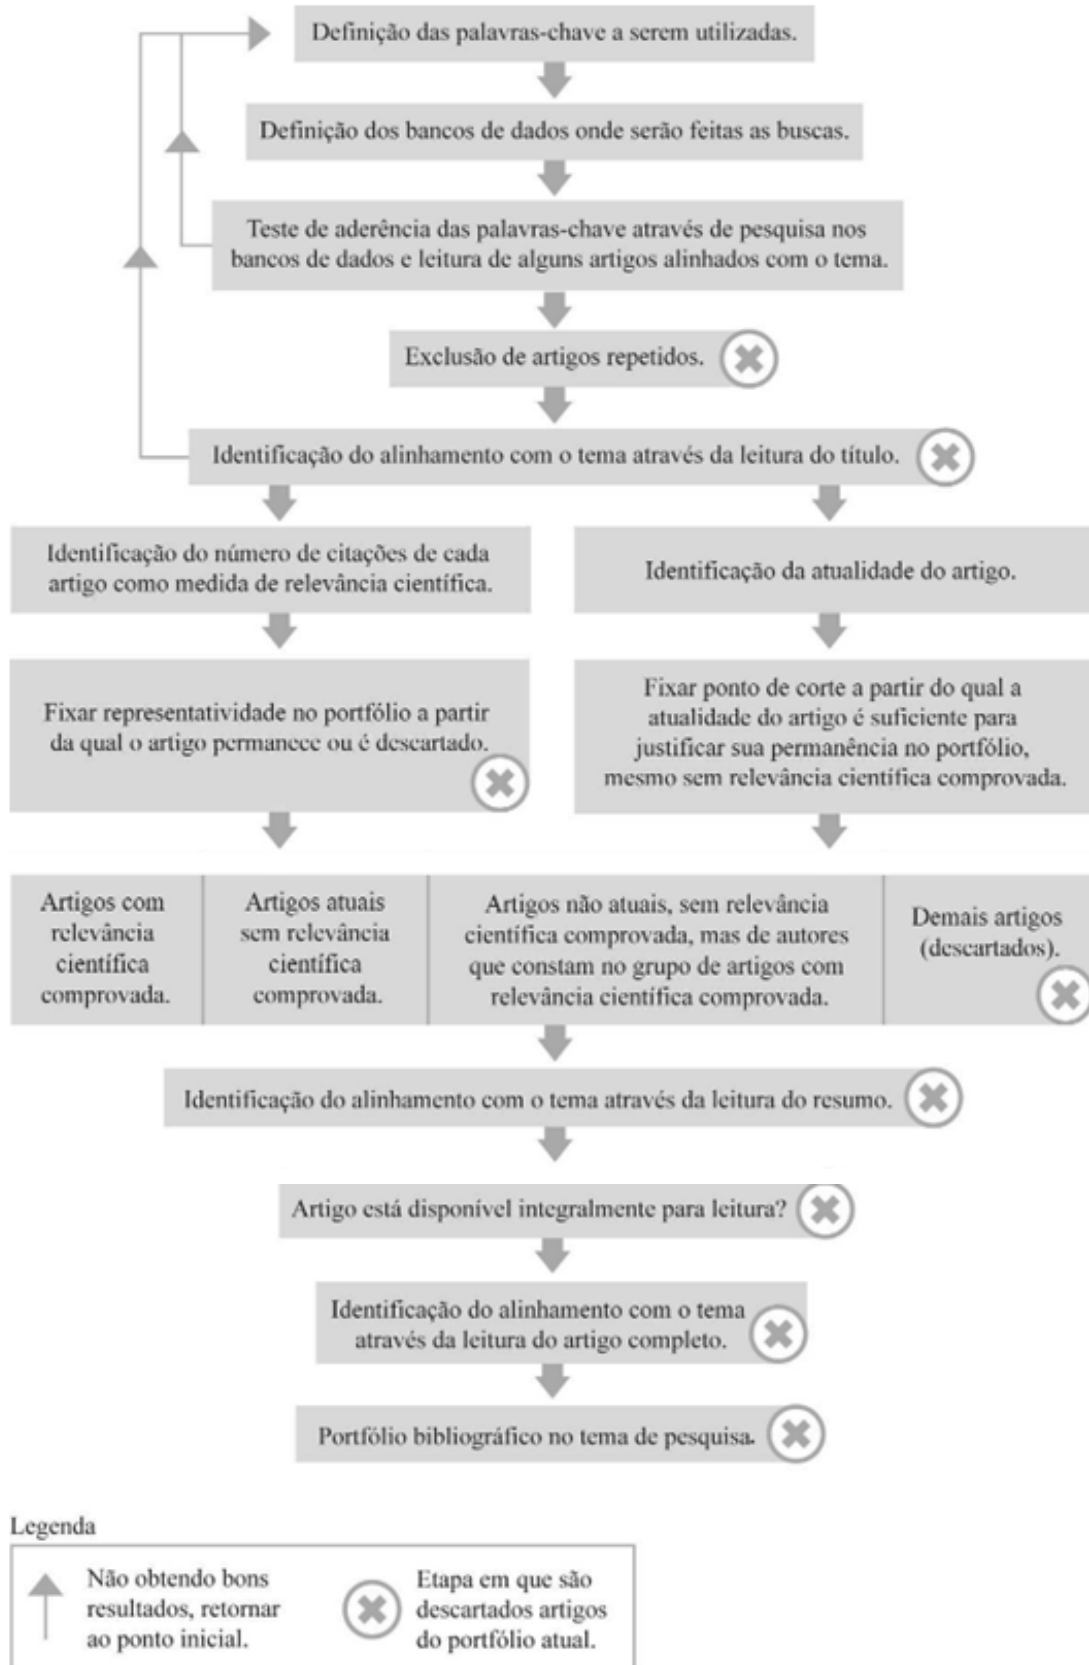 Definição das palavras-chave a serem utilizadas.
Definição dos bancos de dados onde serão feitas as buscas.
Teste de aderência das palavras-chave através de pesquisa nos
bancos de dados e leitura de alguns artigos alinhados com o tema.
Exclusão de artigos repetidos.
Identificação do alinhamento com o tema através da leitura do título.
Identificação do número de citações de cada
artigo como medida de relevância científica.
Identificação da atualidade do artigo.
Fixar representatividade no portfólio a partir
da qual o artigo permanece ou é descartado.
Fixar ponto de corte a partir do qual a
atualidade do artigo é suficiente para
justificar sua permanência no portfólio,
mesmo sem relevância científica comprovada.
Artigos com
relevância
científica
comprovada.
Artigos atuais
sem relevância
científica
comprovada.
Artigos não atuais, sem relevância
científica comprovada, mas de autores
que constam no grupo de artigos com
relevância científica comprovada.
Demais artigos
(descartados).
Identificação do alinhamento com o tema através da leitura do resumo.
Artigo está disponível integralmente para leitura?
Identificação do alinhamento com o tema
através da leitura do artigo completo.
Portfólio bibliográfico no tema de pesquisa.
Legenda
Não obtendo bons
resultados, retornar
ao ponto inicial.
Etapa em que são
descartados artigos
do portfólio atual.